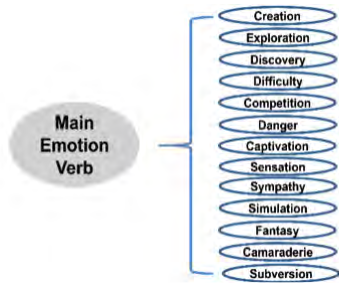 Main
Emotion
Verb
Creation
Exploration
Discovery
Difficulty
Competition
Danger
Captivation
Sensation
Sympathy
Simulation
Fantasy
Camaraderie
Subversion